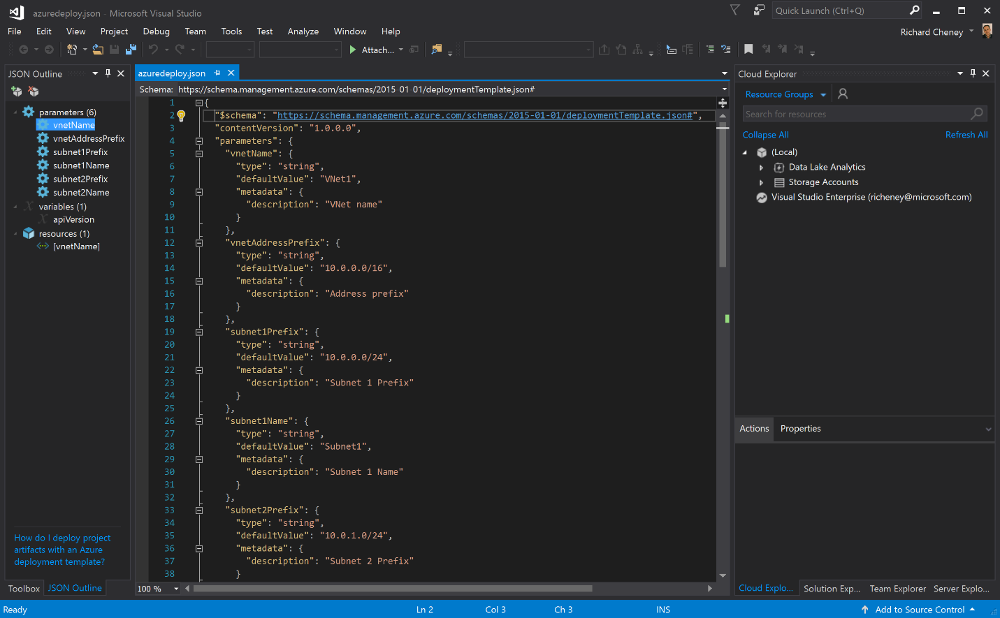 azuredeploy.json - Microsoft Visual Studio
Quick Launch (Ctrl+Q)
File Edit View Project Debug Team Tools Test Analyze Window Help
Richard Cheney
Attach...
JSON Outline
parameters (6)
vnetName
vnetAddressPrefix
subnet1Prefix
subnet1Name
subnet2Prefix
subnet2Name
variables (1)
apiVersion
resources (1)
[vnetName]
How do I deploy project
artifacts with an Azure
deployment template?
Toolbox JSON Outline
azuredeploy.json
Schema: https://schema.management.azure.com/schemas/2015-01-01/deploymentTemplate.json#
1 {
2 "$schema": "https://schema.management.azure.com/schemas/2015-01-01/deploymentTemplate.json#",
3 "contentVersion": "1.0.0.0",
4 "parameters": {
5 "vnetName": {
6 "type": "string",
7 "defaultValue": "VNet1",
8 "metadata": {
9 "description": "VNet name"
10 }
11 },
12 "vnetAddressPrefix": {
13 "type": "string",
14 "defaultValue": "10.0.0.0/16",
15 "metadata": {
16 "description": "Address prefix"
17 }
18 },
19 "subnet1Prefix": {
20 "type": "string",
21 "defaultValue": "10.0.0.0/24",
22 "metadata": {
23 "description": "Subnet 1 Prefix"
24 }
25 },
26 "subnet1Name": {
27 "type": "string",
28 "defaultValue": "Subnet1",
29 "metadata": {
30 "description": "Subnet 1 Name"
31 }
32 },
33 "subnet2Prefix": {
34 "type": "string",
35 "defaultValue": "10.0.1.0/24",
36 "metadata": {
37 "description": "Subnet 2 Prefix"
38 }
100 %
Cloud Explorer
Resource Groups
Search for resources
Collapse All Refresh All
(Local)
Data Lake Analytics
Storage Accounts
Visual Studio Enterprise (richeney@microsoft.com)
Actions Properties
Cloud Explo... Solution Exp... Team Explorer Server Explo...
Ready Ln 2 Col 3 Ch 3 INS Add to Source Control